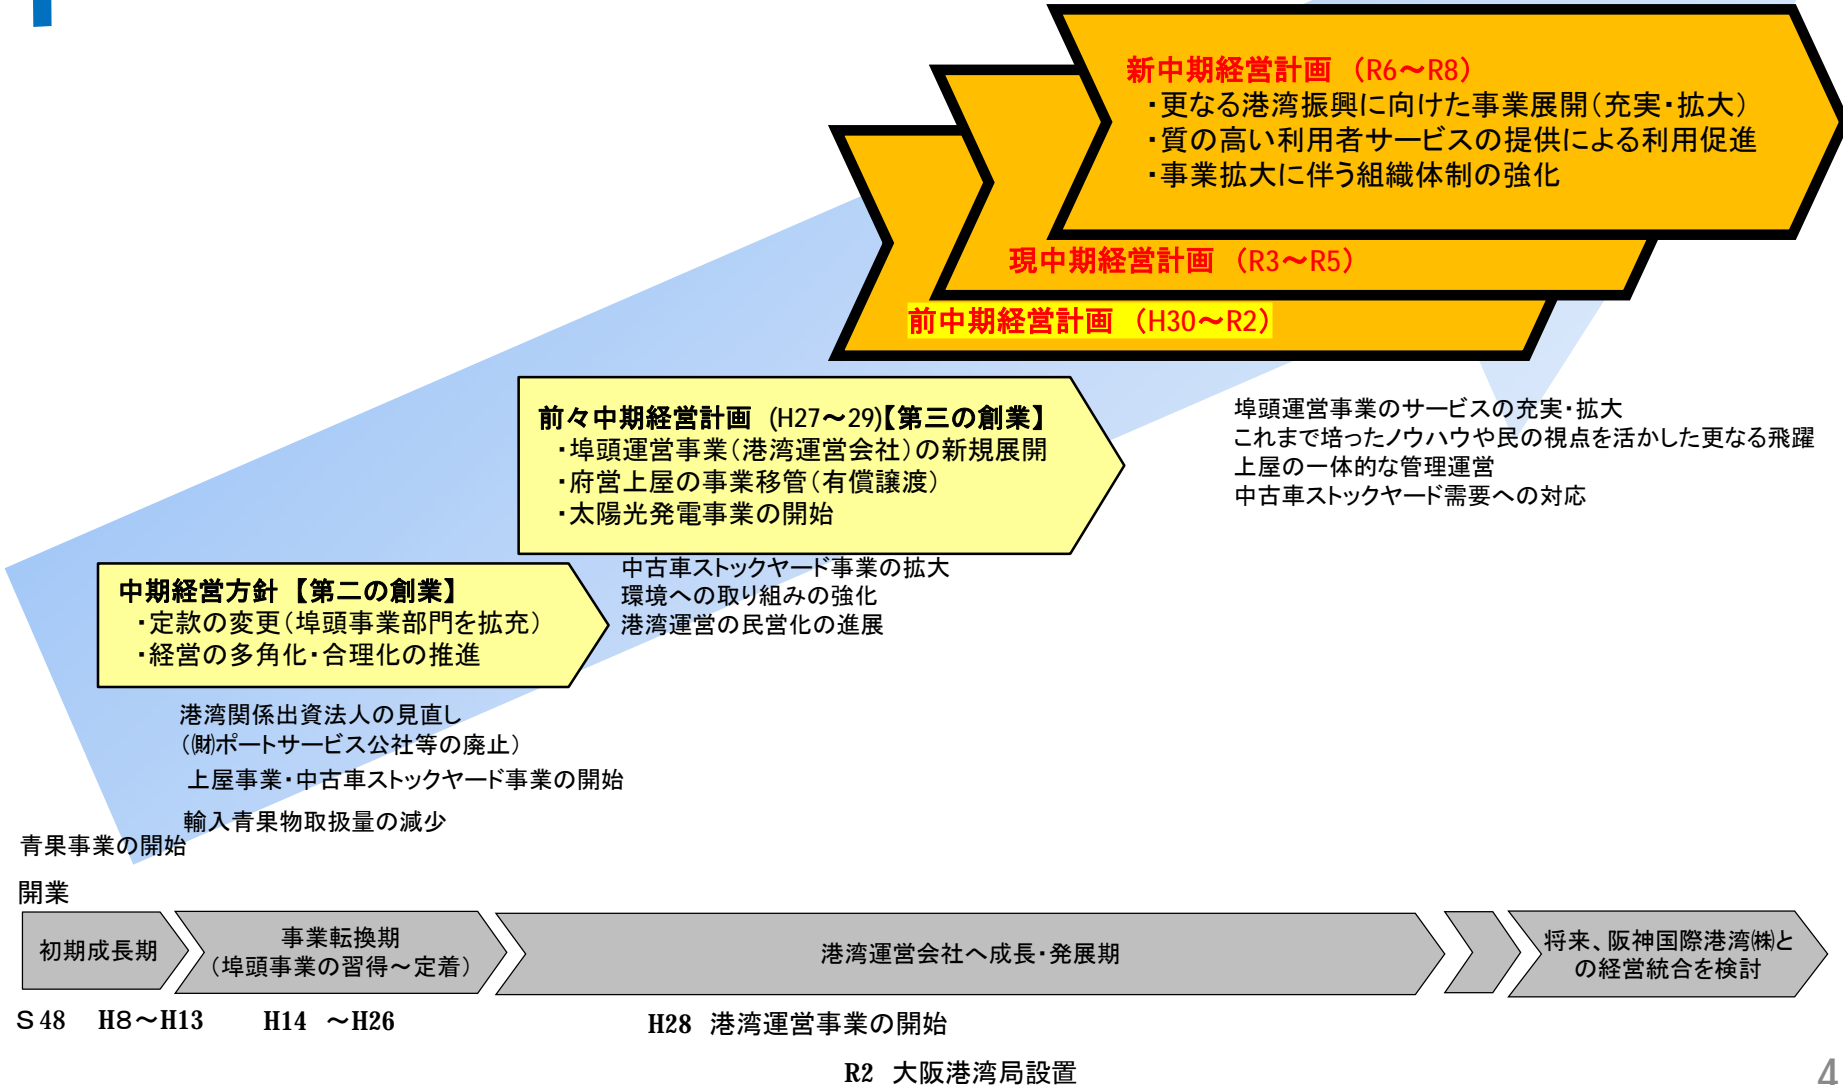 新中期経営計画 (R6～R8)
・更なる港湾振興に向けた事業展開(充実・拡大)
・質の高い利用者サービスの提供による利用促進
・事業拡大に伴う組織体制の強化
現中期経営計画 (R3～R5)
前中期経営計画 (H30～R2)
前々中期経営計画 (H27～29)【第三の創業】
・埠頭運営事業(港湾運営会社)の新規展開
・府営上屋の事業移管(有償譲渡)
・太陽光発電事業の開始
埠頭運営事業のサービスの充実・拡大
これまで培ったノウハウや民の視点を活かした更なる飛躍
上屋の一体的な管理運営
中古車ストックヤード需要への対応
中古車ストックヤード事業の拡大
環境への取り組みの強化
港湾運営の民営化の進展
中期経営方針 【第二の創業】
・定款の変更(埠頭事業部門を拡充)
・経営の多角化・合理化の推進
港湾関係出資法人の見直し
(㈶ポートサービス公社等の廃止)
上屋事業・中古車ストックヤード事業の開始
輸入青果物取扱量の減少
青果事業の開始
開業
初期成長期
事業転換期
(埠頭事業の習得～定着)
港湾運営会社へ成長・発展期
将来、阪神国際港湾㈱と
の経営統合を検討
S48 H8～H13 H14 ～H26
H28 港湾運営事業の開始
R2 大阪港湾局設置
4